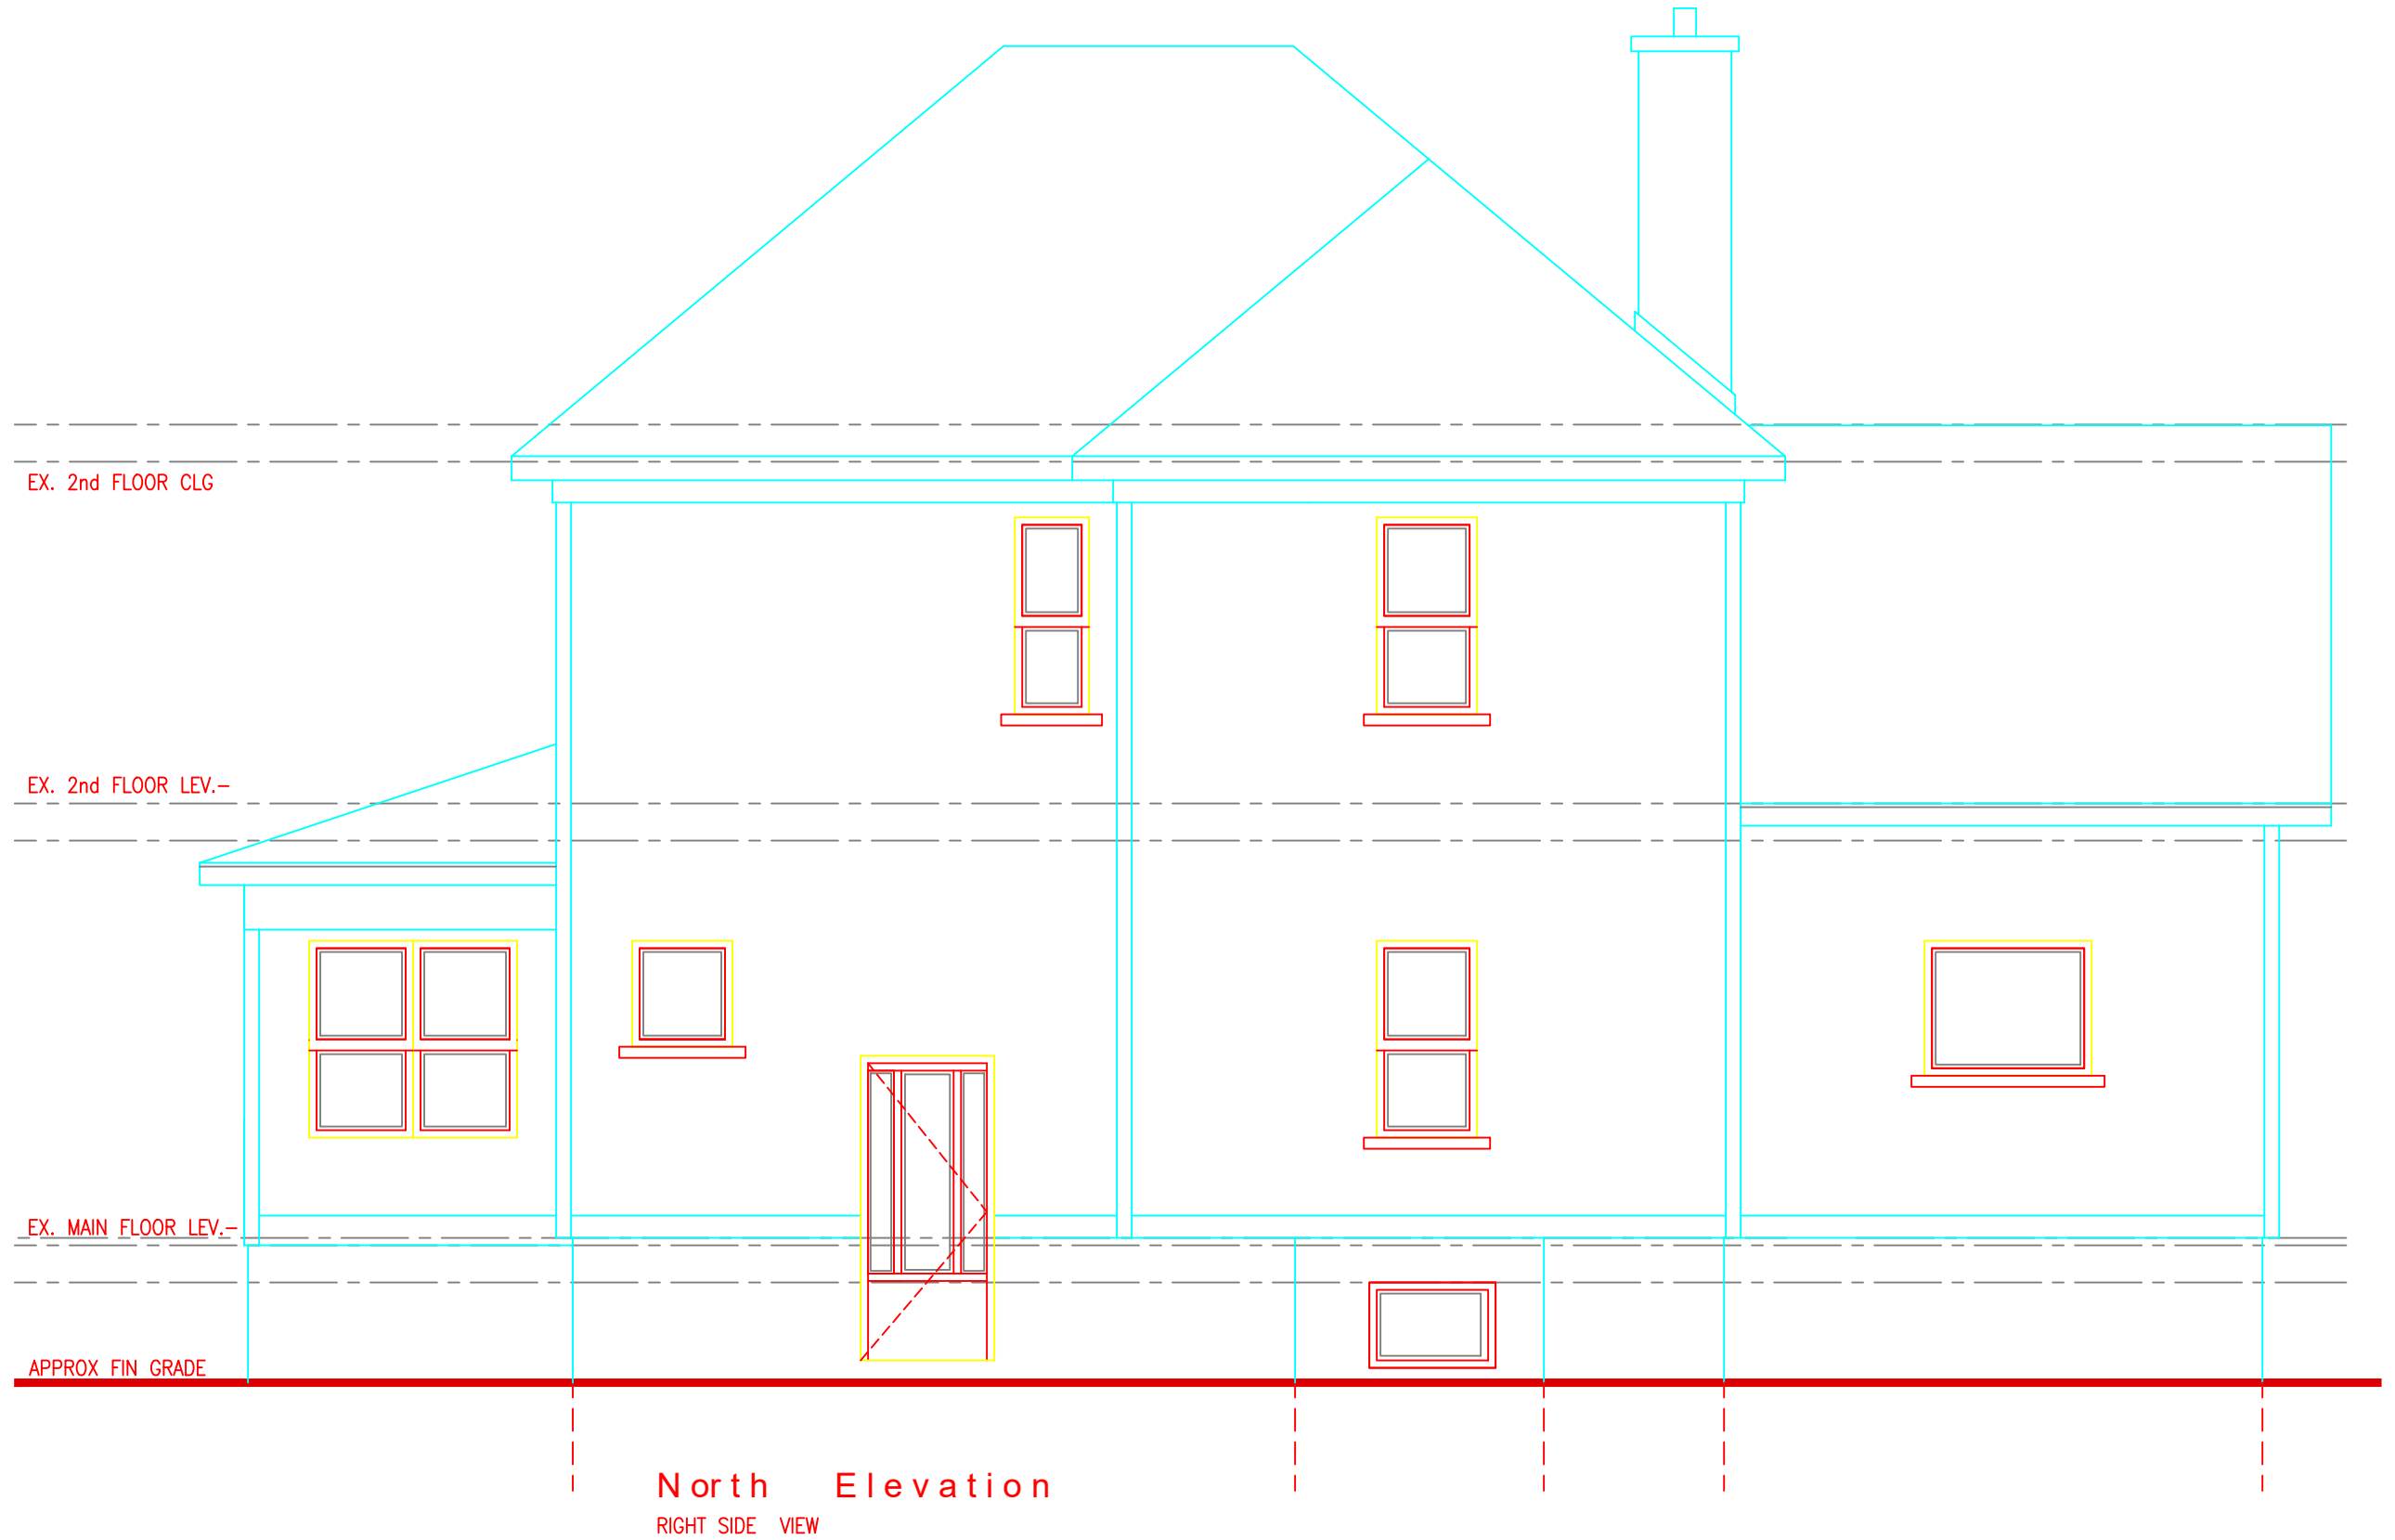 EX. 2nd FLOOR CLG
EX. 2nd FLOOR LEV.-
EX. MAIN FLOOR LEV.-
APPROX FIN GRADE
North Elevation
RIGHT SIDE VIEW